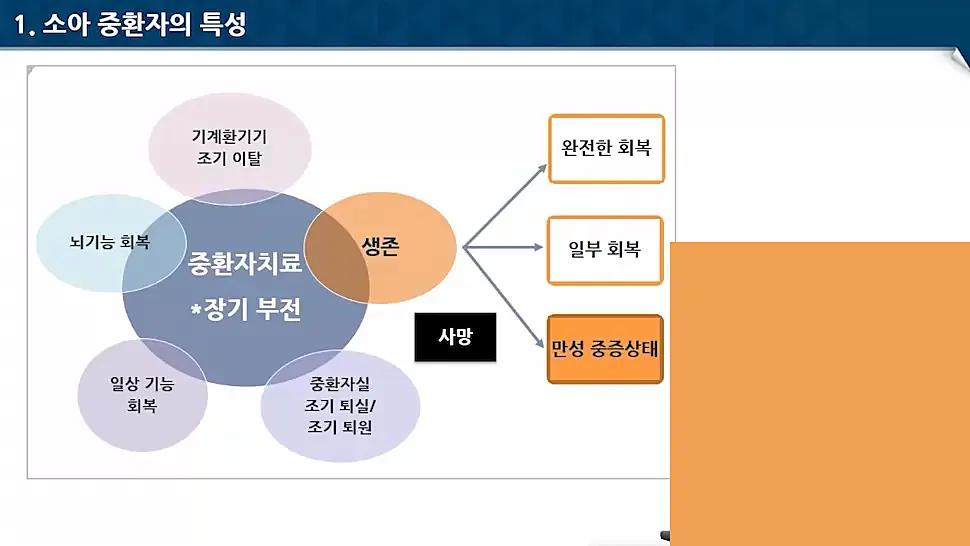 1. 소아 중환자의 특성
기계환기기
조기 이탈
뇌기능 회복
중환자치료
*장기 부전
생존
일상 기능
회복
중환자실
조기 퇴실/
조기 퇴원
사망
완전한 회복
일부 회복
만성 중증상태